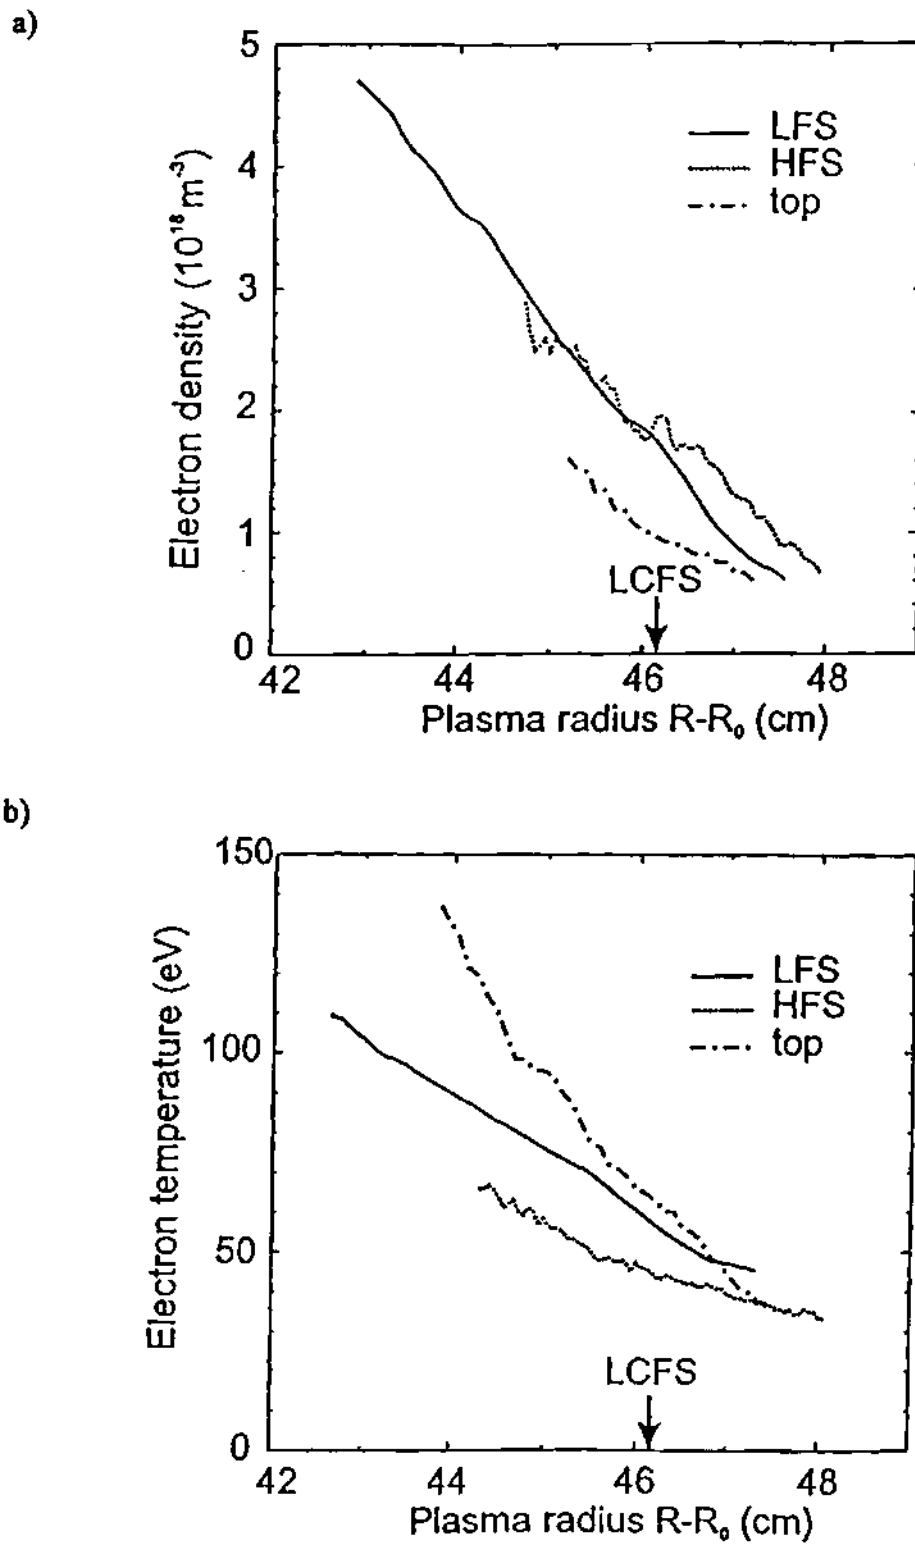 a)
5
4
3
2
1
0
Electron density (10¹⁸m⁻³)
LFS
HFS
top
LCFS
42
44
46
48
Plasma radius R-R₀ (cm)
b)
150
100
50
0
Electron temperature (eV)
LFS
HFS
top
LCFS
42
44
46
48
Plasma radius R-R₀ (cm)